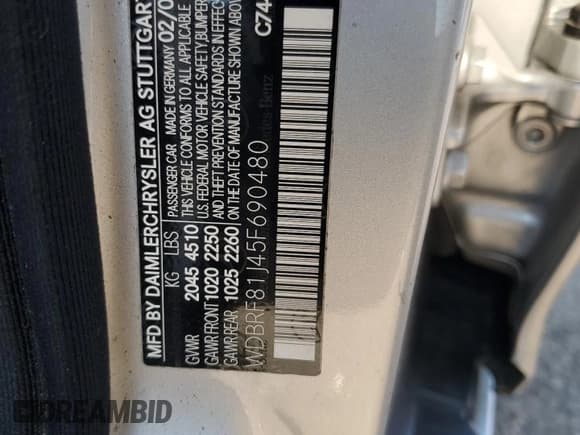 MFD BY DAIMLERCHRYSLER AG STUTTGART
02/0
KG LBS
GVWR 2045 4510
GAWR FRONT 1020 2250
GAWR REAR 1025 2260
PASSENGER CAR MADE IN GERMANY
THIS VEHICLE CONFORMS TO ALL APPLICABLE
U.S. FEDERAL MOTOR VEHICLE SAFETY, BUMPER
AND THEFT PREVENTION STANDARDS IN EFFECT
ON THE DATE OF MANUFACTURE SHOWN ABOVE
C74
WDBRF81J45F690480
DREAMBID